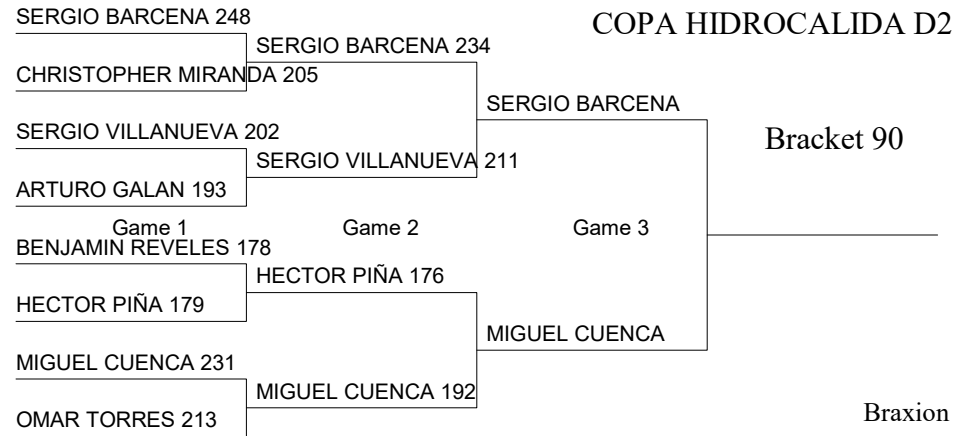 SERGIO BARCENA 248
COPA HIDROCALIDA D2
SERGIO BARCENA 234
CHRISTOPHER MIRANDA 205
SERGIO BARCENA
SERGIO VILLANUEVA 202
Bracket 90
SERGIO VILLANUEVA 211
ARTURO GALAN 193
Game 1
Game 2
Game 3
BENJAMIN REVELES 178
HECTOR PIÑA 176
HECTOR PIÑA 179
MIGUEL CUENCA
MIGUEL CUENCA 231
MIGUEL CUENCA 192
OMAR TORRES 213
Braxion